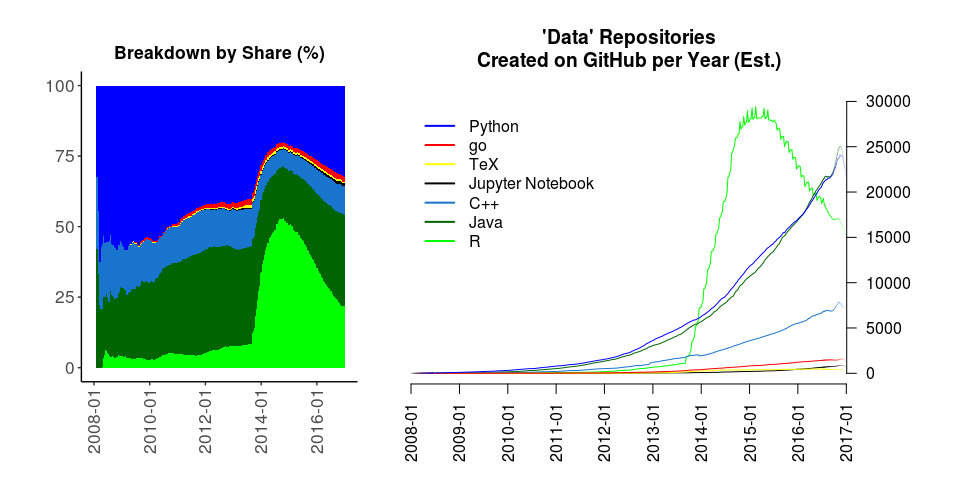 Breakdown by Share (%)
100
75
50
25
0
2008-01
2010-01
2012-01
2014-01
2016-01
'Data' Repositories
Created on GitHub per Year (Est.)
Python
go
TeX
Jupyter Notebook
C++
Java
R
30000
25000
20000
15000
10000
5000
0
2008-01
2009-01
2010-01
2011-01
2012-01
2013-01
2014-01
2015-01
2016-01
2017-01